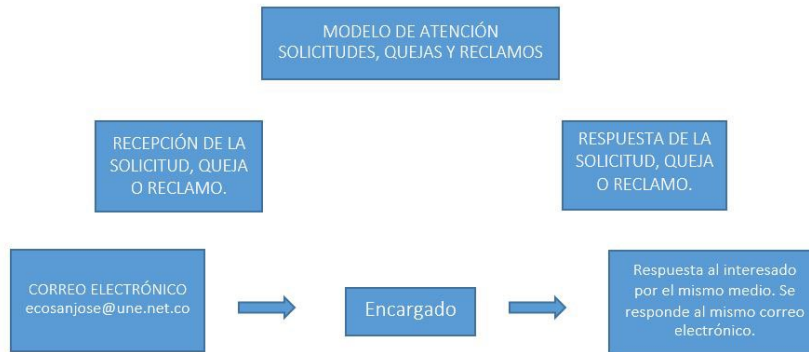 MODELO DE ATENCIÓN
SOLICITUDES, QUEJAS Y RECLAMOS
RECEPCIÓN DE LA
SOLICITUD, QUEJA
O RECLAMO.
RESPUESTA DE LA
SOLICITUD, QUEJA
O RECLAMO.
CORREO ELECTRÓNICO
ecosanjose@une.net.co
Encargado
Respuesta al interesado
por el mismo medio. Se
responde al mismo correo
electrónico.